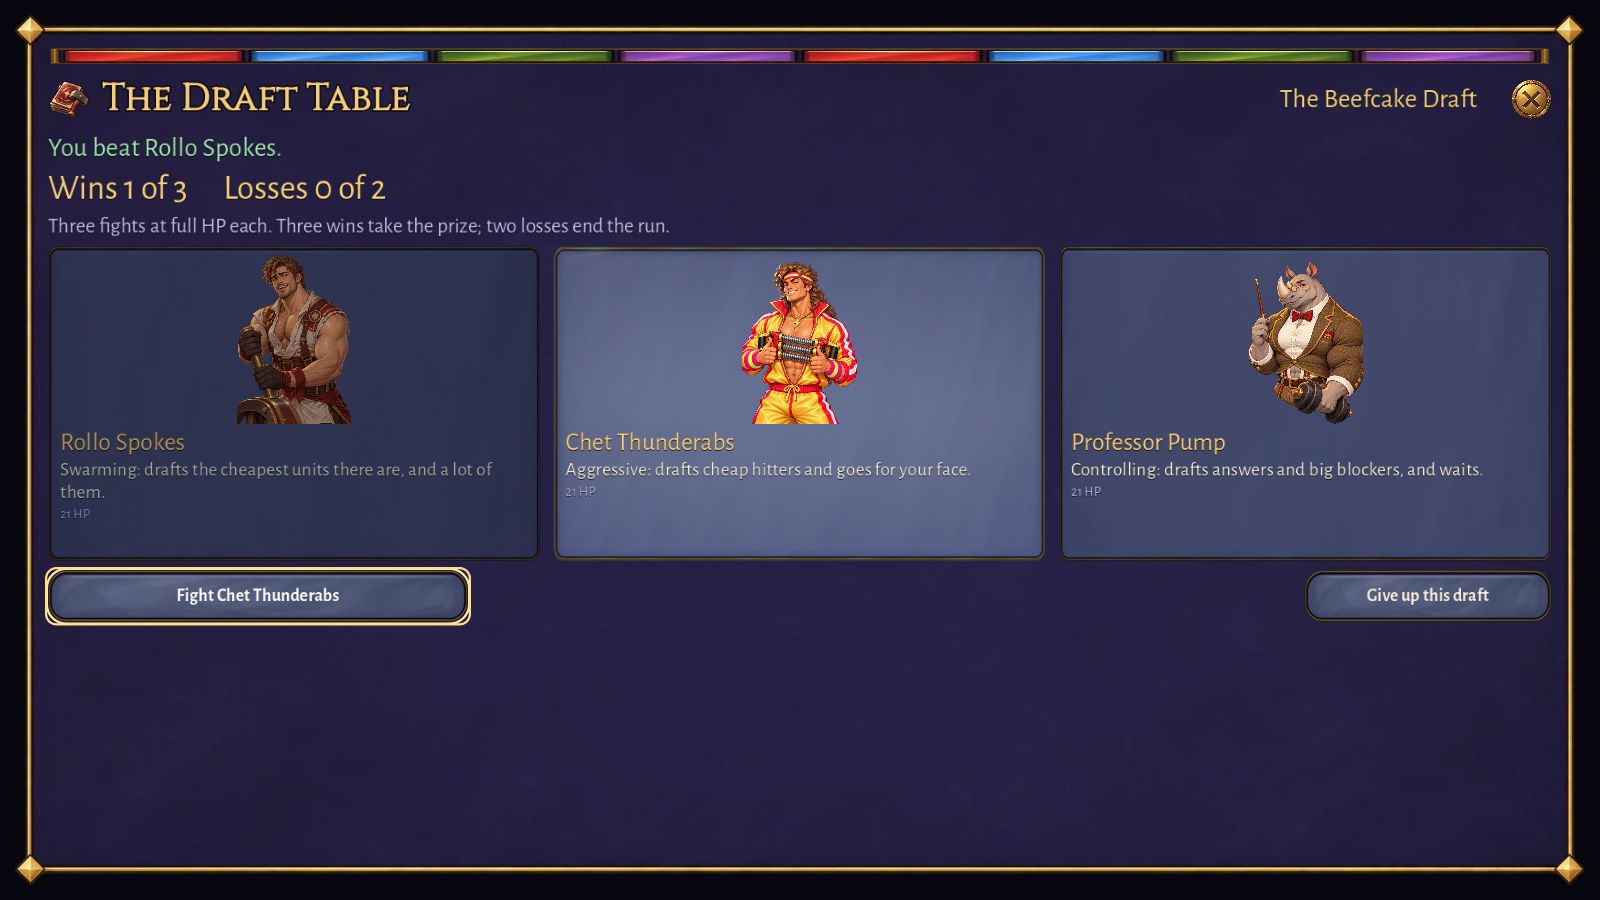 The Draft Table
The Beefcake Draft
You beat Rollo Spokes.
Wins 1 of 3 Losses 0 of 2
Three fights at full HP each. Three wins take the prize; two losses end the run.
Rollo Spokes
Swarming: drafts the cheapest units there are, and a lot of
them.
21 HP
Chet Thunderabs
Aggressive: drafts cheap hitters and goes for your face.
21 HP
Professor Pump
Controlling: drafts answers and big blockers, and waits.
21 HP
Fight Chet Thunderabs
Give up this draft